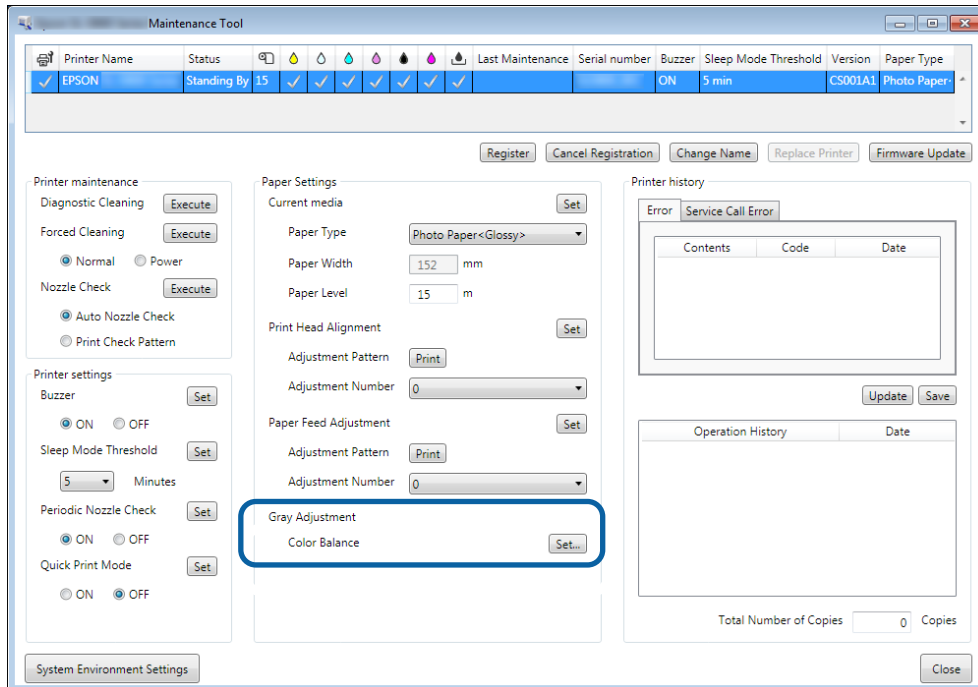 Maintenance Tool
Printer Name Status Last Maintenance Serial number Buzzer Sleep Mode Threshold Version Paper Type
EPSON Standing By 15 ON 5 min CS001A1 Photo Paper
Register Cancel Registration Change Name Replace Printer Firmware Update
Printer maintenance
Diagnostic Cleaning Execute
Forced Cleaning Execute
Normal Power
Nozzle Check Execute
Auto Nozzle Check
Print Check Pattern
Printer settings
Buzzer Set
ON OFF
Sleep Mode Threshold Set
5 Minutes
Periodic Nozzle Check Set
ON OFF
Quick Print Mode Set
ON OFF
Paper Settings
Current media Set
Paper Type Photo Paper<Glossy>
Paper Width 152 mm
Paper Level 15 m
Print Head Alignment Set
Adjustment Pattern Print
Adjustment Number 0
Paper Feed Adjustment Set
Adjustment Pattern Print
Adjustment Number 0
Gray Adjustment
Color Balance Set...
Printer history
Error Service Call Error
Contents Code Date
Update Save
Operation History Date
Total Number of Copies 0 Copies
System Environment Settings Close